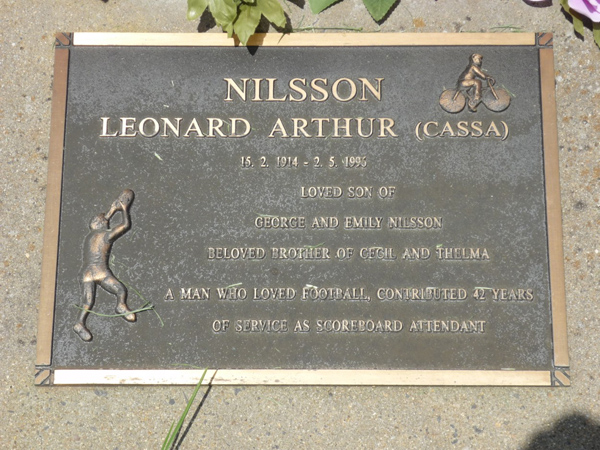 NILSSON
LEONARD ARTHUR (CASSA)
15. 2. 1914 - 2. 5. 1996
LOVED SON OF
GEORGE AND EMILY NILSSON
BELOVED BROTHER OF CECIL AND THELMA
A MAN WHO LOVED FOOTBALL, CONTRIBUTED 42 YEARS
OF SERVICE AS SCOREBOARD ATTENDANT